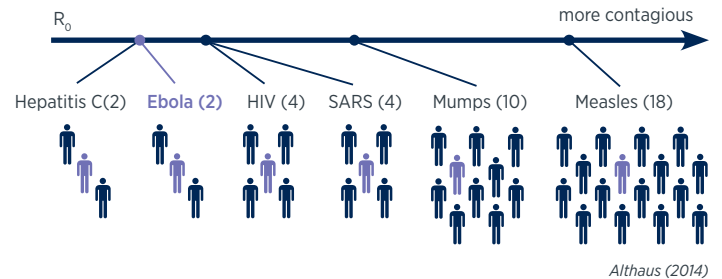 R0
more contagious
Hepatitis C(2) Ebola (2) HIV (4) SARS (4) Mumps (10) Measles (18)
Althaus (2014)